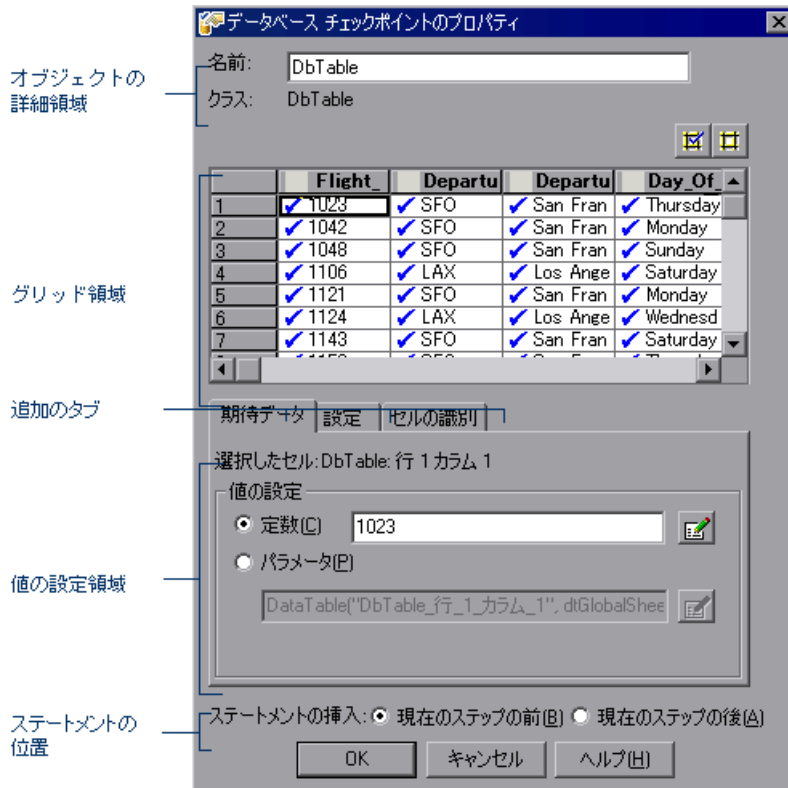 データベース チェックポイントのプロパティ
オブジェクトの
詳細領域
名前: DbTable
クラス: DbTable
グリッド領域
Flight_ Departu Departu Day_Of_
1 1023 SFO San Fran Thursday
2 1042 SFO San Fran Monday
3 1048 SFO San Fran Sunday
4 1106 LAX Los Ange Saturday
5 1121 SFO San Fran Monday
6 1124 LAX Los Ange Wednesd
7 1143 SFO San Fran Saturday
追加のタブ
期待データ 設定 セルの識別
選択したセル:DbTable: 行 1 カラム 1
値の設定領域
値の設定
定数(C) 1023
パラメータ(P)
DataTable("DbTable_行_1_カラム_1", dtGlobalShee
ステートメントの
位置
ステートメントの挿入: 現在のステップの前(B) 現在のステップの後(A)
OK キャンセル ヘルプ(H)